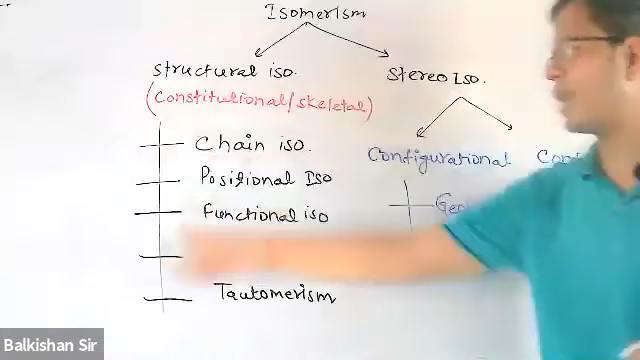 Isomerism
structural iso.
(Constitutional/skeletal)
Stereo Iso.
Chain iso.
Positional Iso
Functional iso
Tautomerism
Configurational
Balkishan Sir